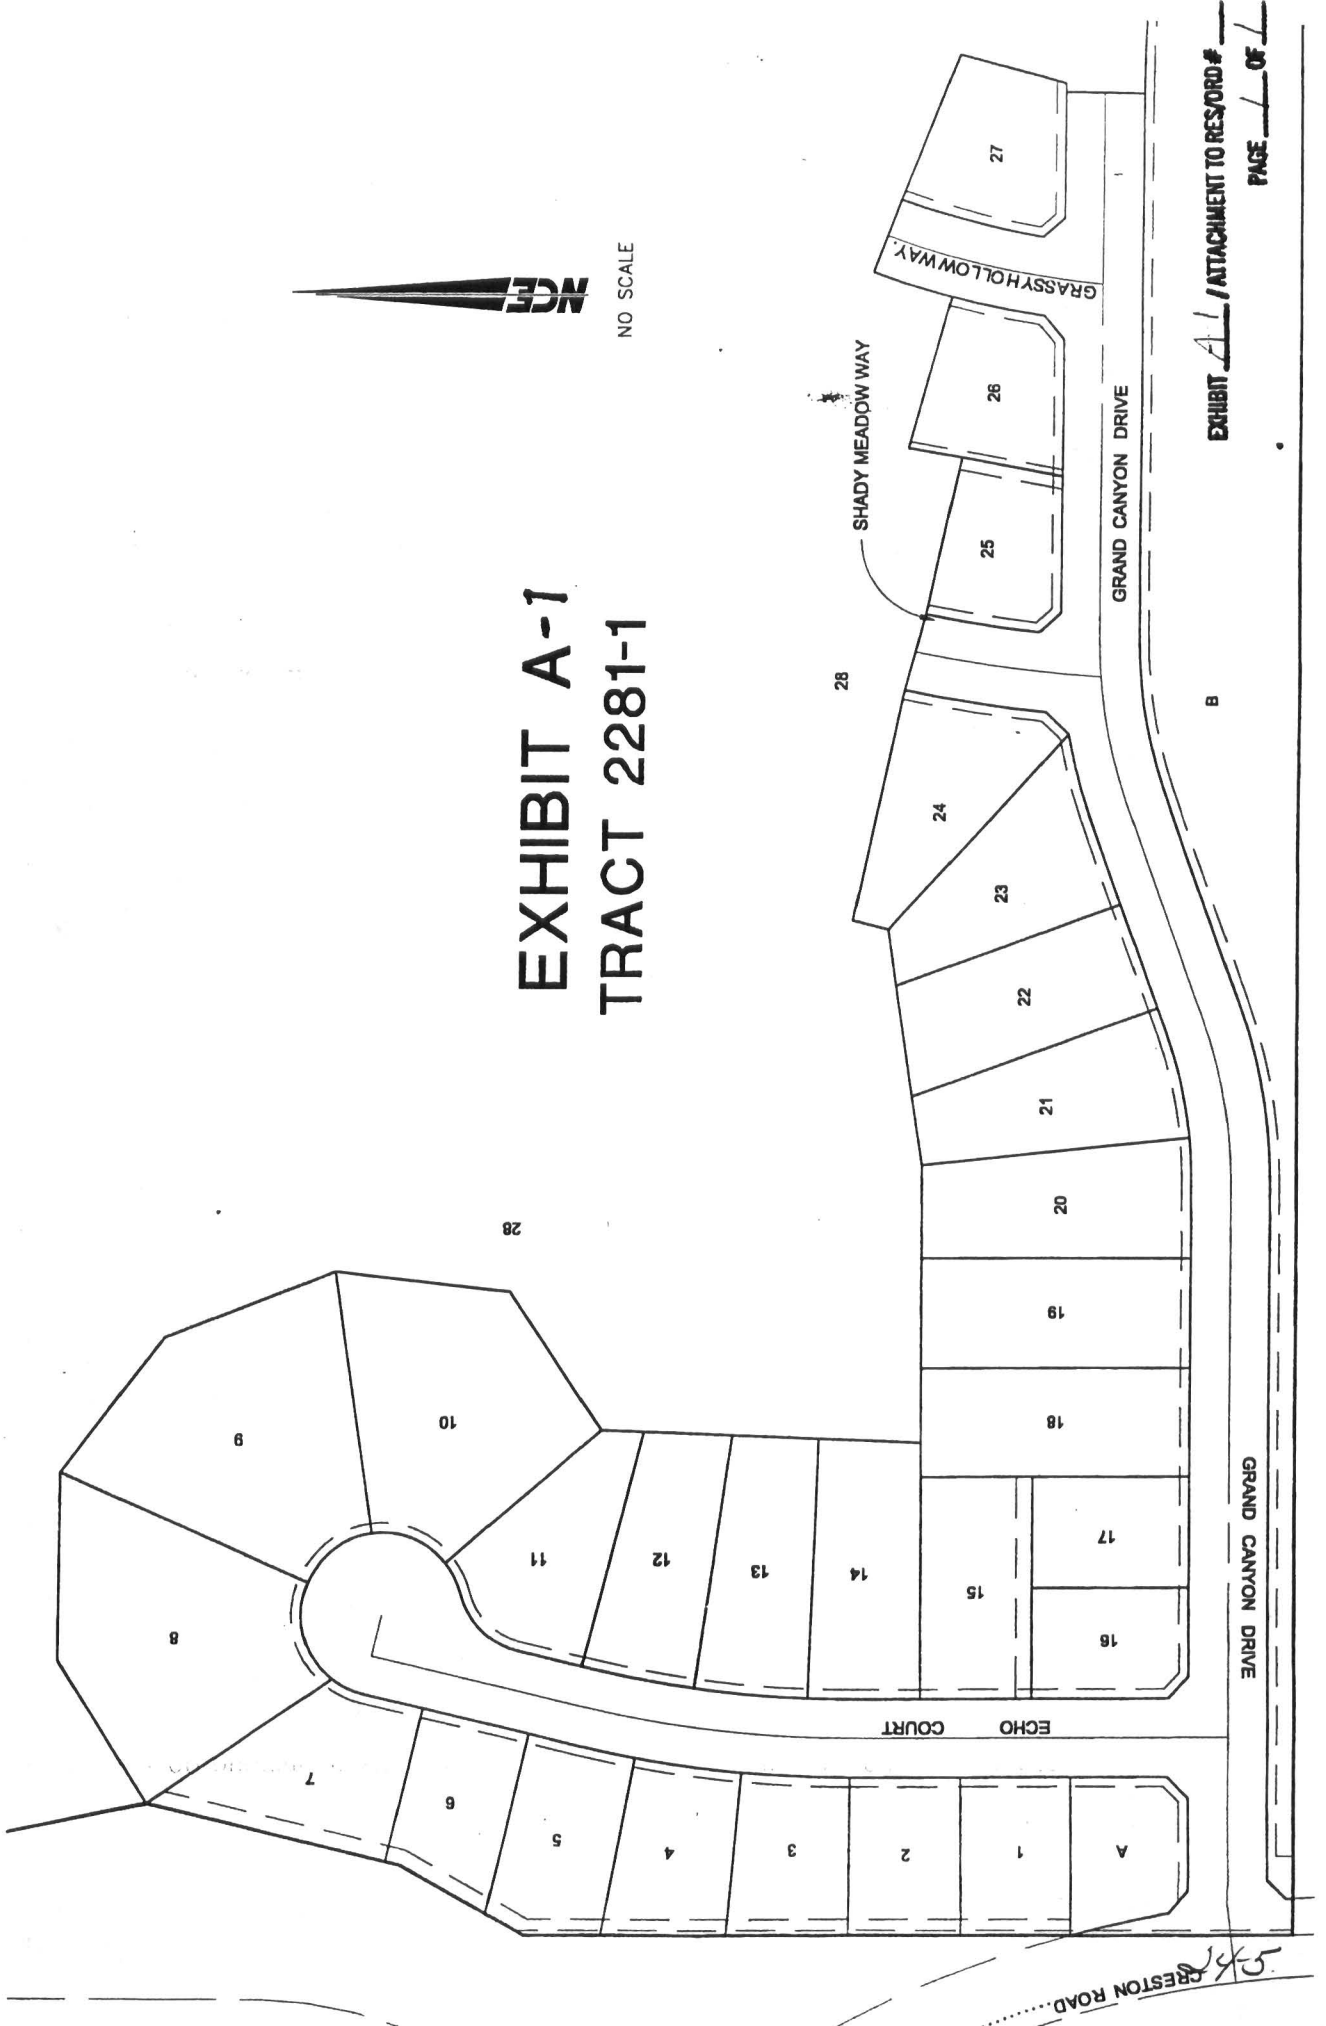 EXHIBIT A-1
TRACT 2281-1
NCE
NO SCALE
SHADY MEADOW WAY
GRASSY HOLLOW WAY.
GRAND CANYON DRIVE
GRAND CANYON DRIVE
ECHO COURT
CRESTON ROAD
27
26
25
28
24
23
22
21
20
19
18
17
16
15
14
13
12
11
10
9
8
7
6
5
4
3
2
1
A
B
28
EXHIBIT A1 / ATTACHMENT TO RES/ORD #
PAGE 1 OF 1
24-5